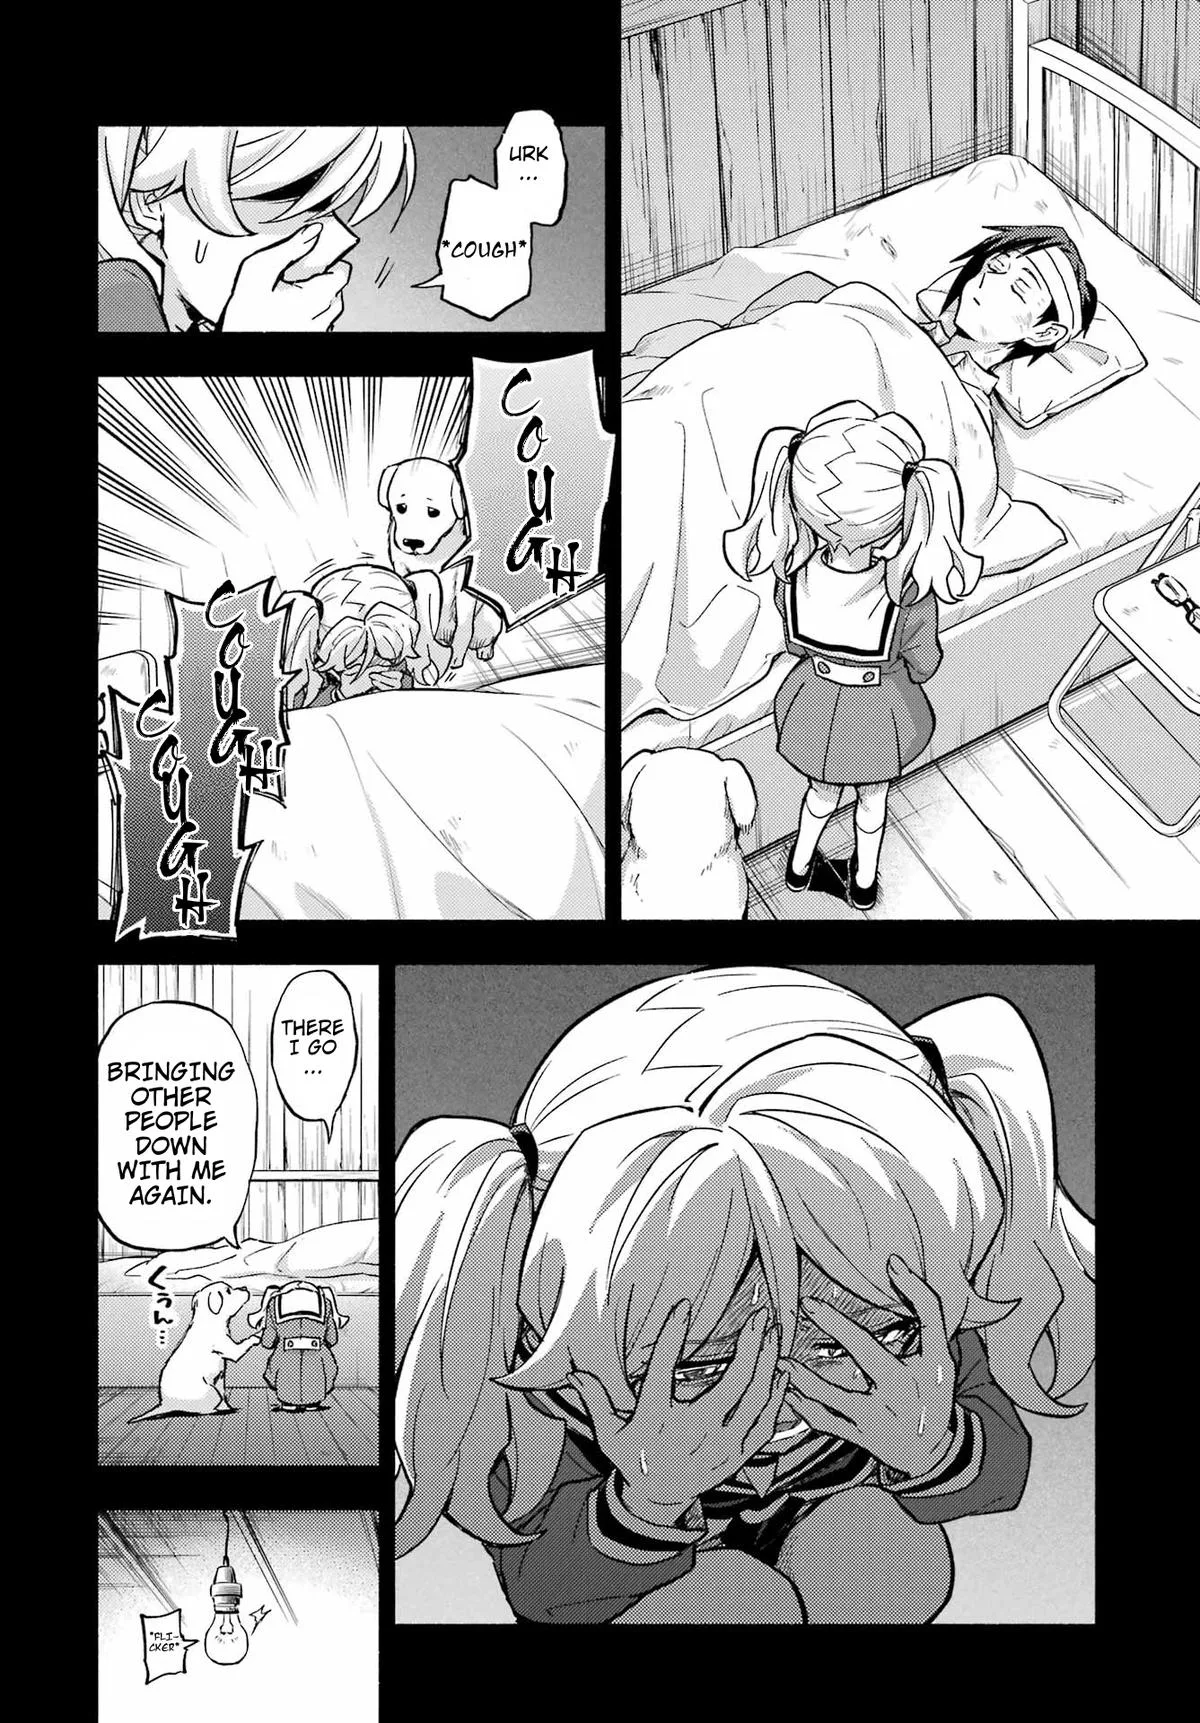 URK
...
*COUGH*
COUGH
COUGH
COUGH
THERE
I GO
...
BRINGING
OTHER
PEOPLE
DOWN
WITH ME
AGAIN.
くぅん…
*FLI-
CKER*